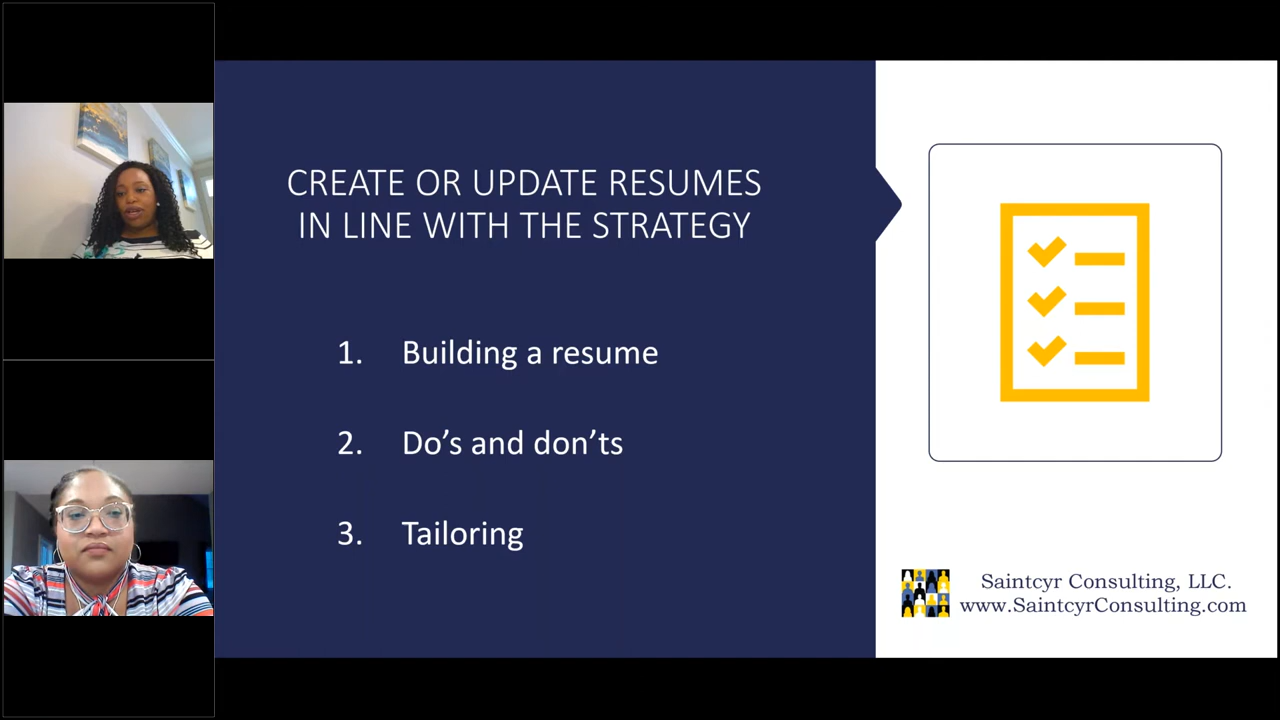 CREATE OR UPDATE RESUMES
IN LINE WITH THE STRATEGY
1. Building a resume
2. Do’s and don’ts
3. Tailoring
Saintcyr Consulting, LLC.
www.SaintcyrConsulting.com